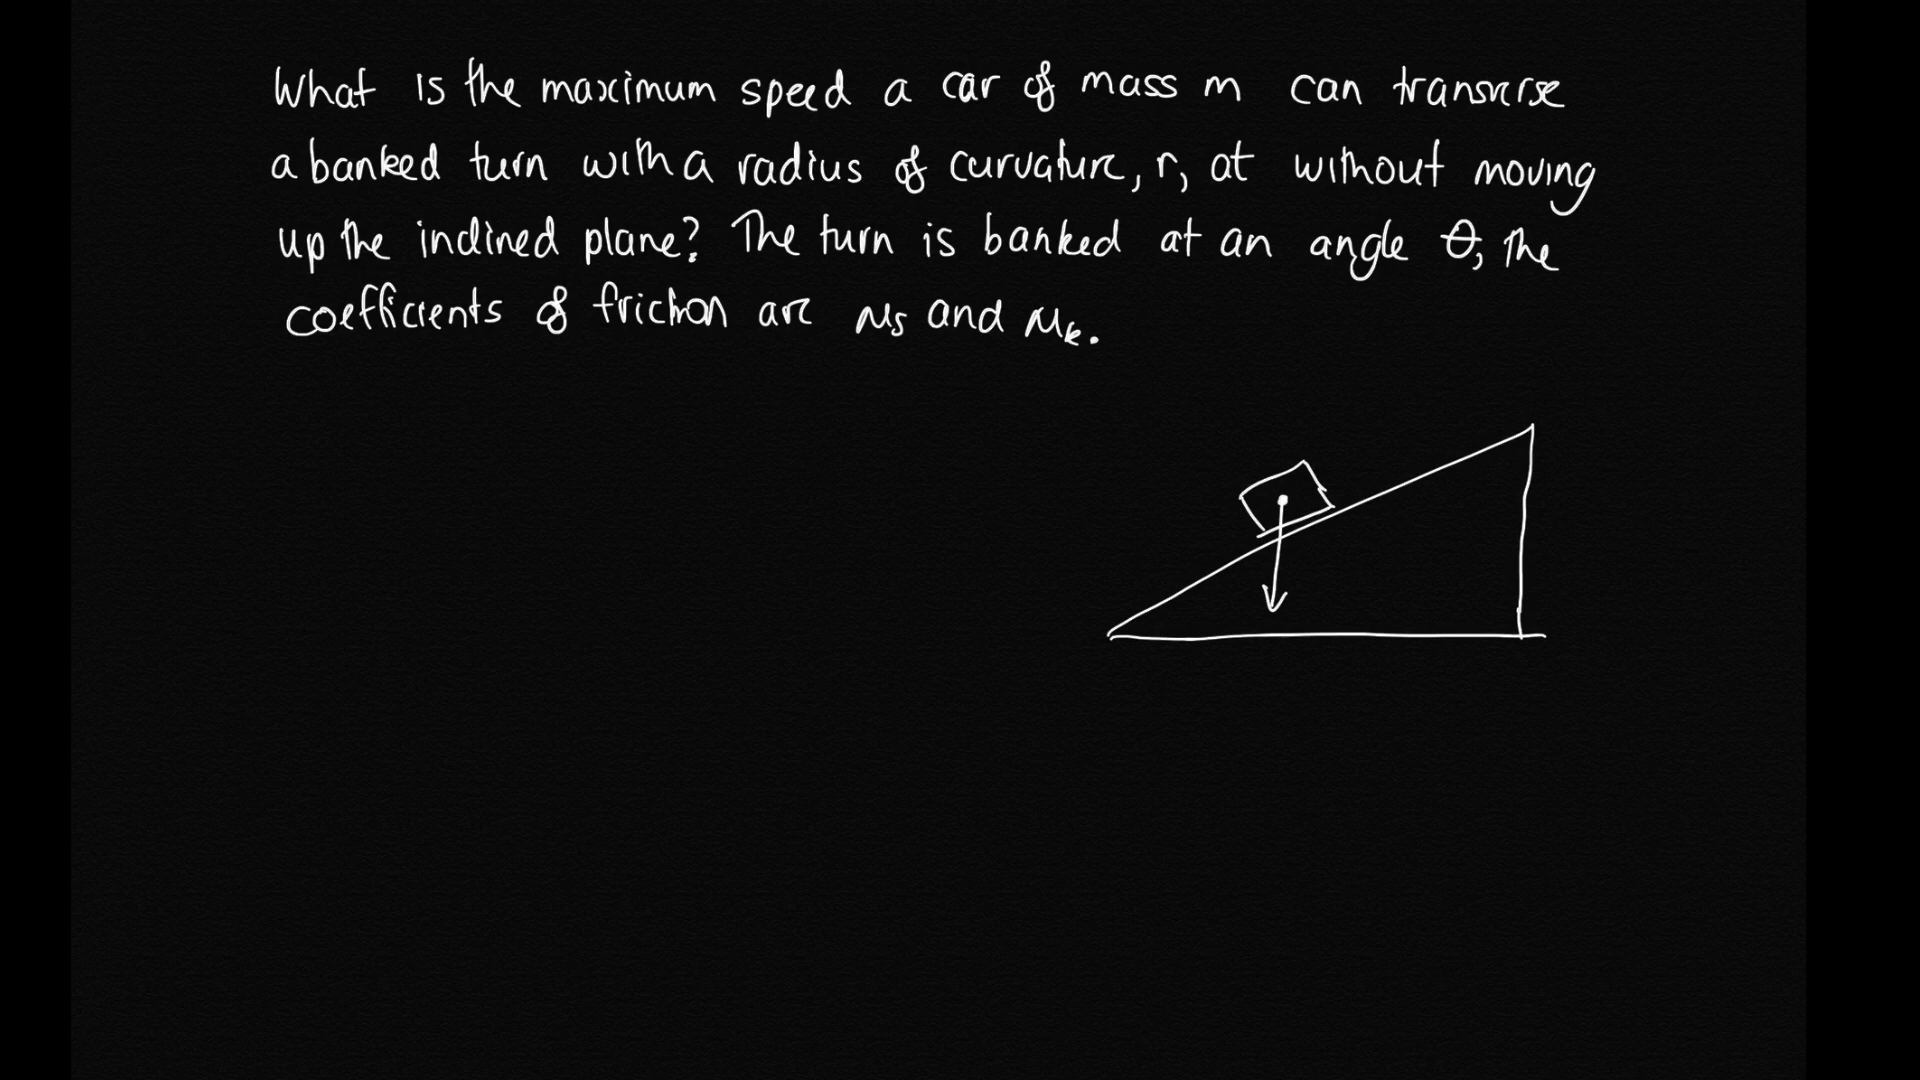 What is the maximum speed a car of mass m can transverse
a banked turn with a radius of curvature, r, at without moving
up the inclined plane? The turn is banked at an angle θ, the
coefficients of friction are μs and μk.